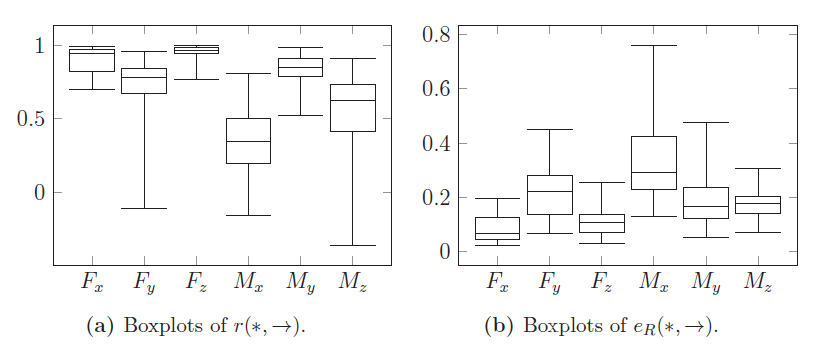 1
0.5
0
F_x F_y F_z M_x M_y M_z
(a) Boxplots of r(∗, →).
0.8
0.6
0.4
0.2
0
F_x F_y F_z M_x M_y M_z
(b) Boxplots of e_R(∗, →).